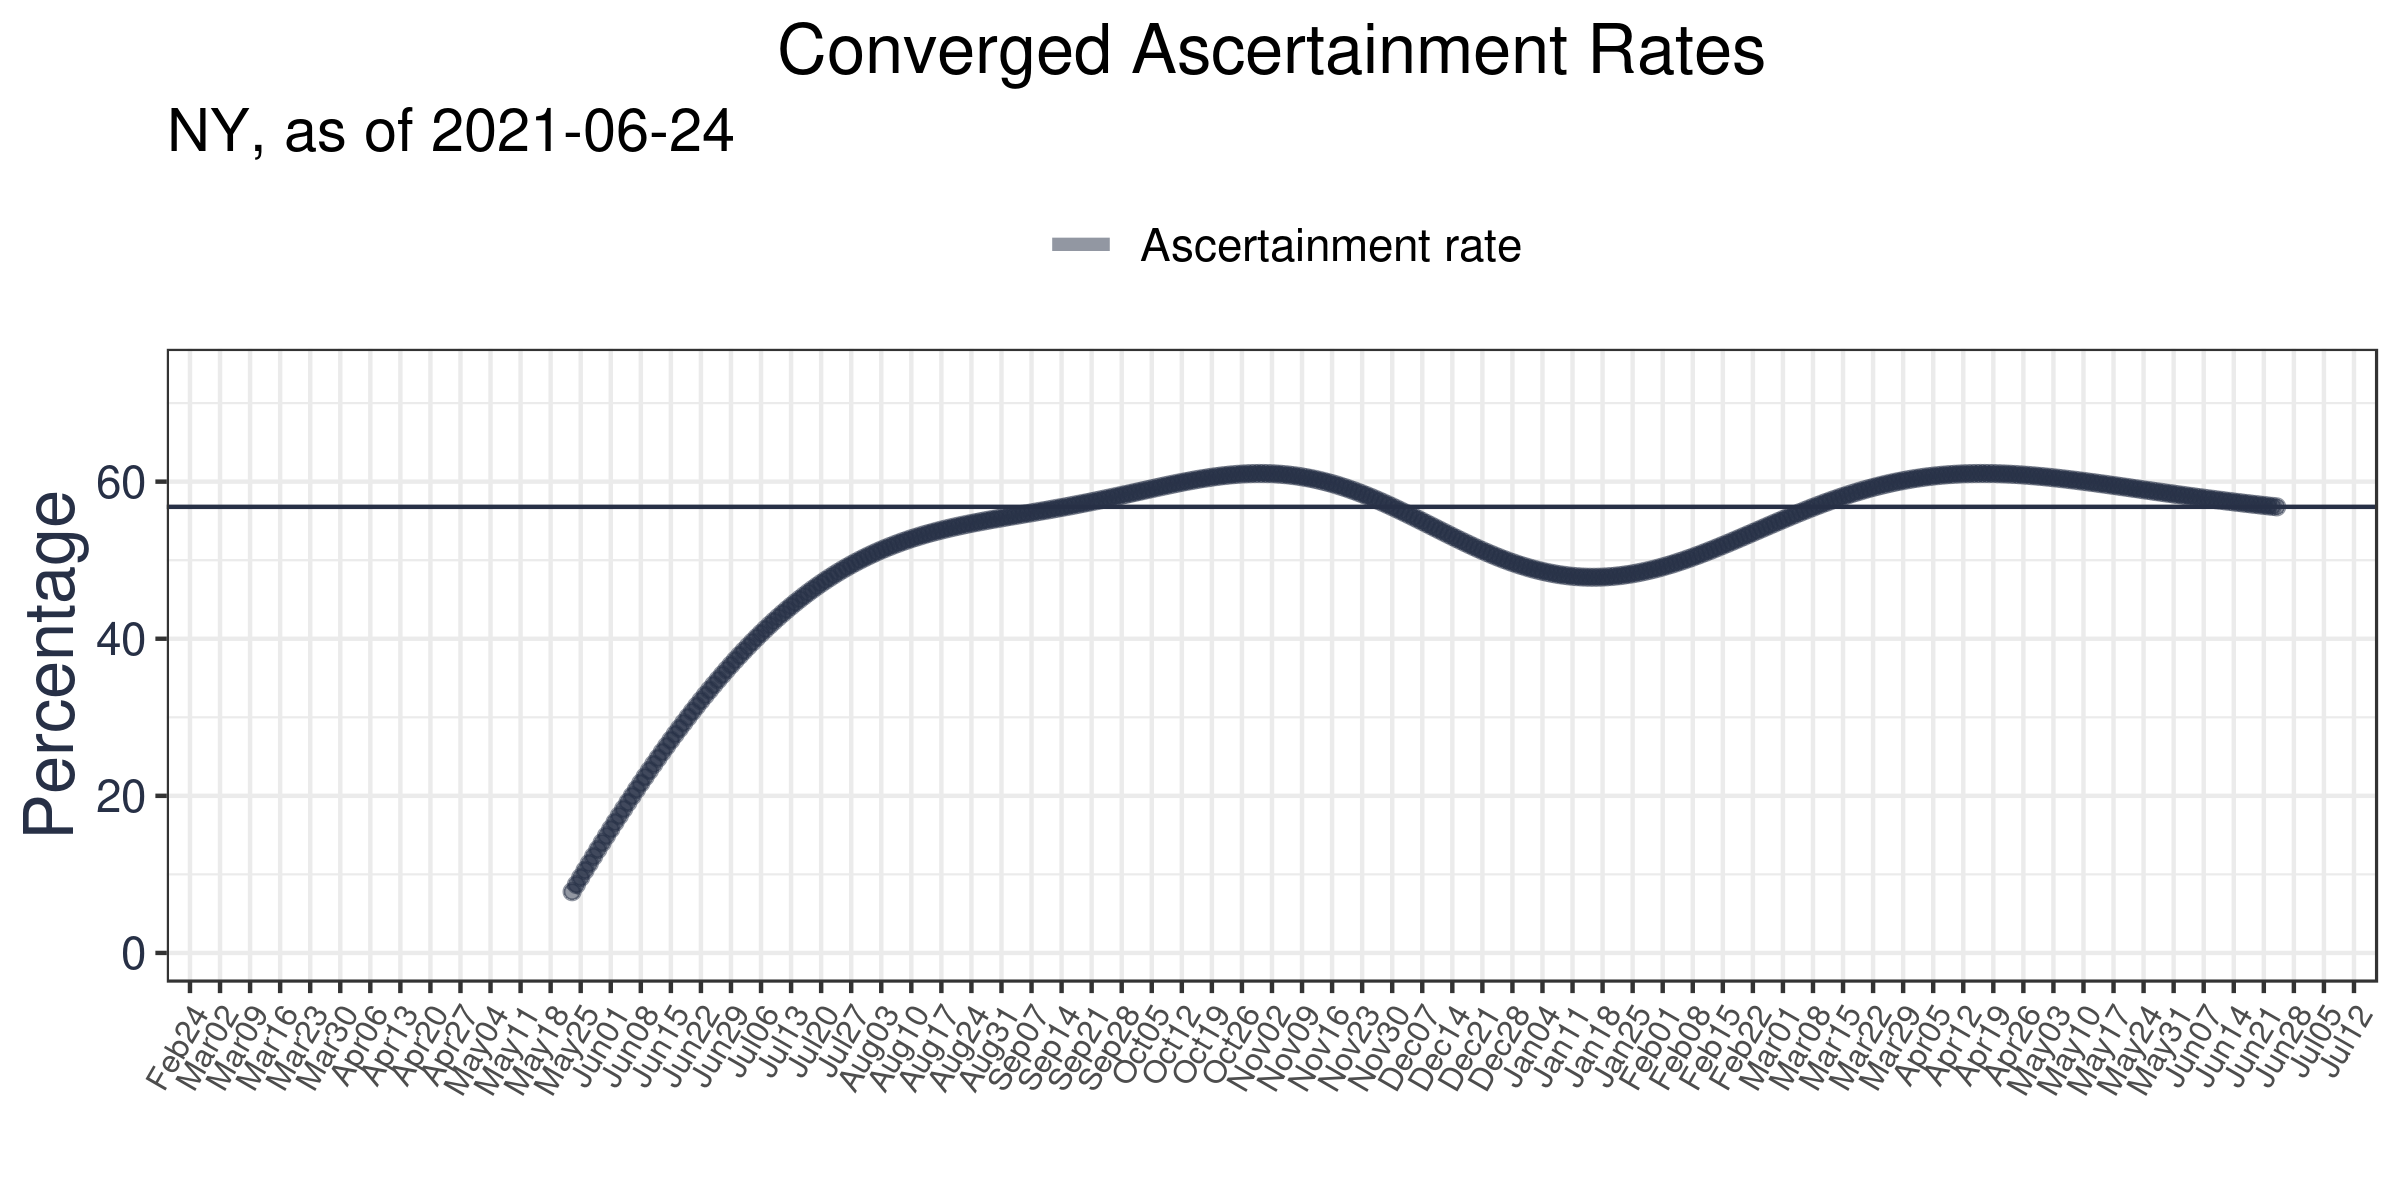 Converged Ascertainment Rates
NY, as of 2021-06-24
Ascertainment rate
Percentage
60
40
20
0
Feb24 Mar02 Mar09 Mar16 Mar23 Mar30 Apr06 Apr13 Apr20 Apr27 May04 May11 May18 May25 Jun01 Jun08 Jun15 Jun22 Jun29 Jul06 Jul13 Jul20 Jul27 Aug03 Aug10 Aug17 Aug24 Aug31 Sep07 Sep14 Sep21 Sep28 Oct05 Oct12 Oct19 Oct26 Nov02 Nov09 Nov16 Nov23 Nov30 Dec07 Dec14 Dec21 Dec28 Jan04 Jan11 Jan18 Jan25 Feb01 Feb08 Feb15 Feb22 Mar01 Mar08 Mar15 Mar22 Mar29 Apr05 Apr12 Apr19 Apr26 May03 May10 May17 May24 May31 Jun07 Jun14 Jun21 Jun28 Jul05 Jul12